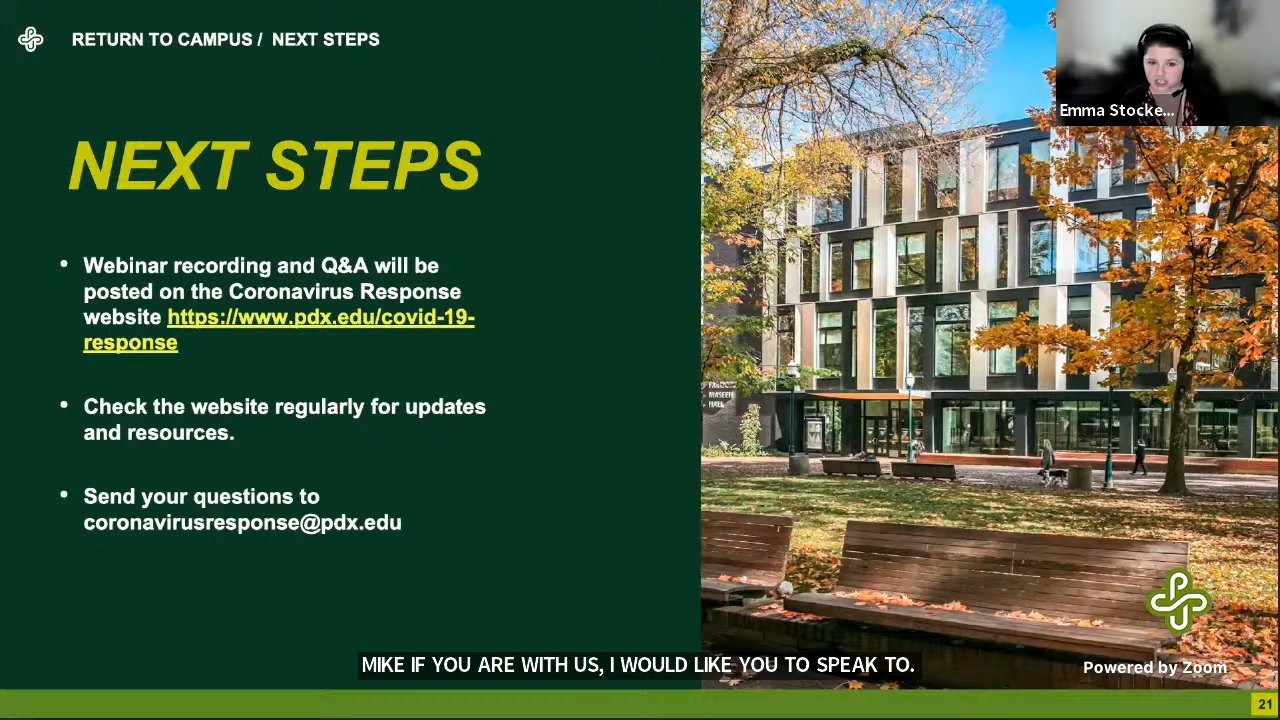 RETURN TO CAMPUS / NEXT STEPS
Emma Stocke...
NEXT STEPS
• Webinar recording and Q&A will be
posted on the Coronavirus Response
website https://www.pdx.edu/covid-19-
response
• Check the website regularly for updates
and resources.
• Send your questions to
coronavirusresponse@pdx.edu
FARIBORZ
MASEEH
HALL
MIKE IF YOU ARE WITH US, I WOULD LIKE YOU TO SPEAK TO.
Powered by Zoom
21